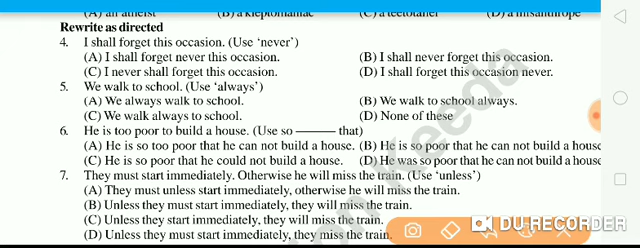 (A) an atheist (B) a kleptomaniac (C) a teetotaler (D) a misanthrope
Rewrite as directed
4. I shall forget this occasion. (Use ‘never’)
(A) I shall forget never this occasion. (B) I shall never forget this occasion.
(C) I never shall forget this occasion. (D) I shall forget this occasion never.
5. We walk to school. (Use ‘always’)
(A) We always walk to school. (B) We walk to school always.
(C) We walk always to school. (D) None of these
6. He is too poor to build a house. (Use so ——— that)
(A) He is so too poor that he can not build a house. (B) He is so poor that he can not build a house
(C) He is so poor that he could not build a house. (D) He was so poor that he can not build a house
7. They must start immediately. Otherwise he will miss the train. (Use ‘unless’)
(A) They must unless start immediately, otherwise he will miss the train.
(B) Unless they must start immediately, they will miss the train.
(C) Unless they start immediately, they will miss the train.
(D) Unless they must start immediately, they miss the train.
Keeda
DU RECORDER